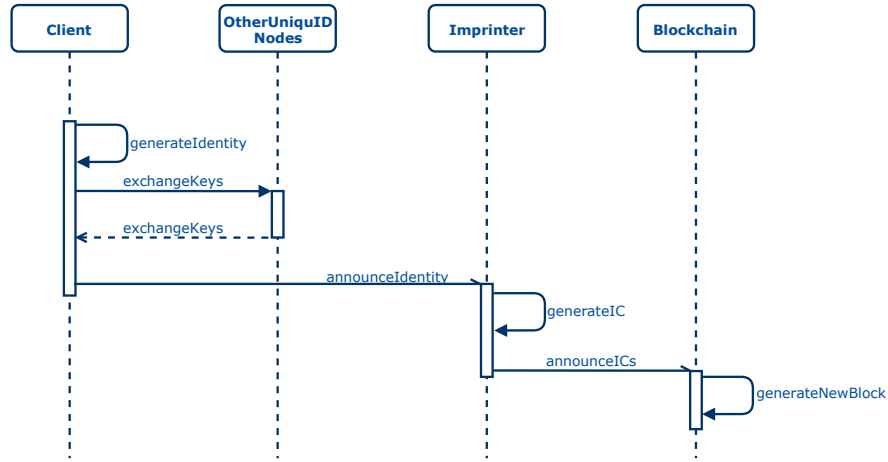 Client
OtherUniquID
Nodes
Imprinter
Blockchain
generateIdentity
exchangeKeys
exchangeKeys
announceIdentity
generateIC
announceICs
generateNewBlock